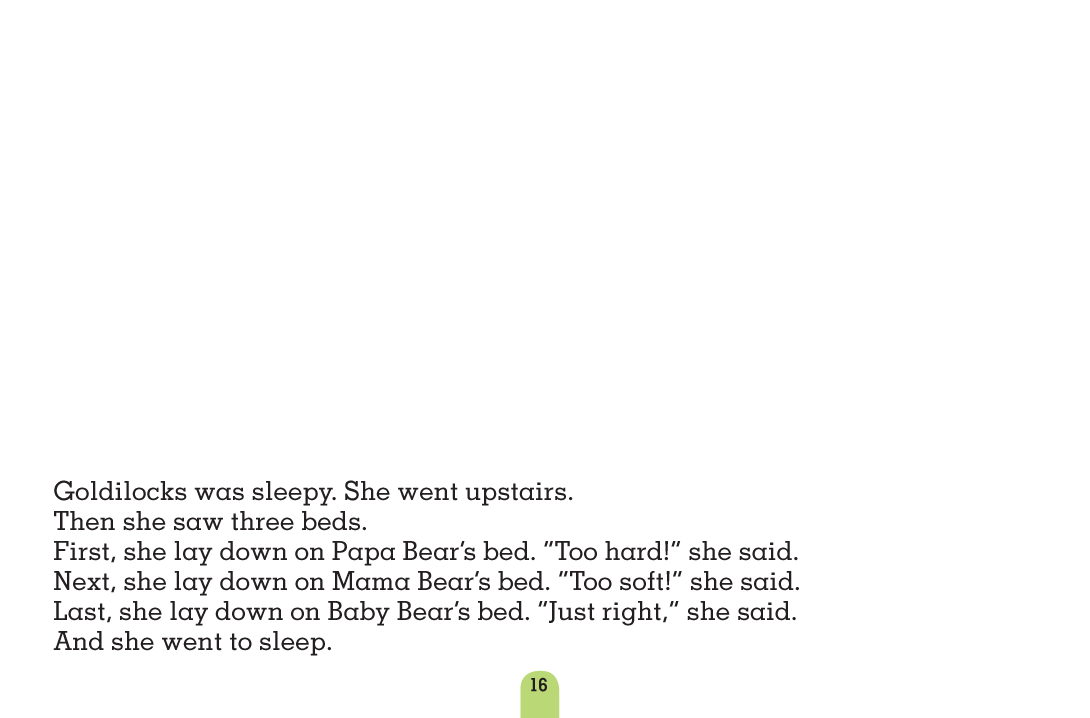 Goldilocks was sleepy. She went upstairs.
Then she saw three beds.
First, she lay down on Papa Bear’s bed. ”Too hard!” she said.
Next, she lay down on Mama Bear’s bed. ”Too soft!” she said.
Last, she lay down on Baby Bear’s bed. ”Just right,” she said.
And she went to sleep.
16